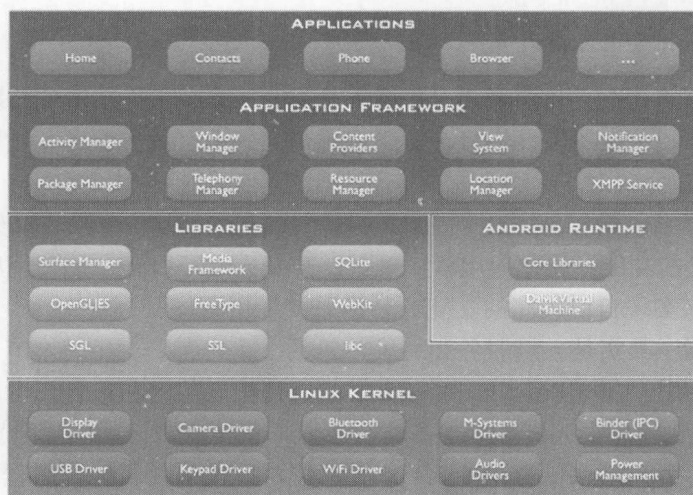 APPLICATIONS
Home
Contacts
Phone
Browser
...
APPLICATION FRAMEWORK
Activity Manager
Window
Manager
Content
Providers
View
System
Notification
Manager
Package Manager
Telephony
Manager
Resource
Manager
Location
Manager
XMPP Service
LIBRARIES
Surface Manager
Media
Framework
SQLite
OpenGL|ES
FreeType
WebKit
SGL
SSL
libc
ANDROID RUNTIME
Core Libraries
Dalvik Virtual
Machine
LINUX KERNEL
Display
Driver
Camera Driver
Bluetooth
Driver
M-Systems
Driver
Binder (IPC)
Driver
USB Driver
Keypad Driver
WiFi Driver
Audio
Drivers
Power
Management